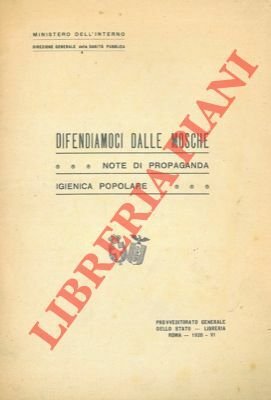 MINISTERO DELL'INTERNO
DIREZIONE GENERALE della SANITÀ PUBBLICA
DIFENDIAMOCI DALLE MOSCHE
NOTE DI PROPAGANDA
IGIENICA POPOLARE
LIBRERIA PIANI
PROVVEDITORATO GENERALE
DELLO STATO — LIBRERIA
ROMA — 1928 - VI